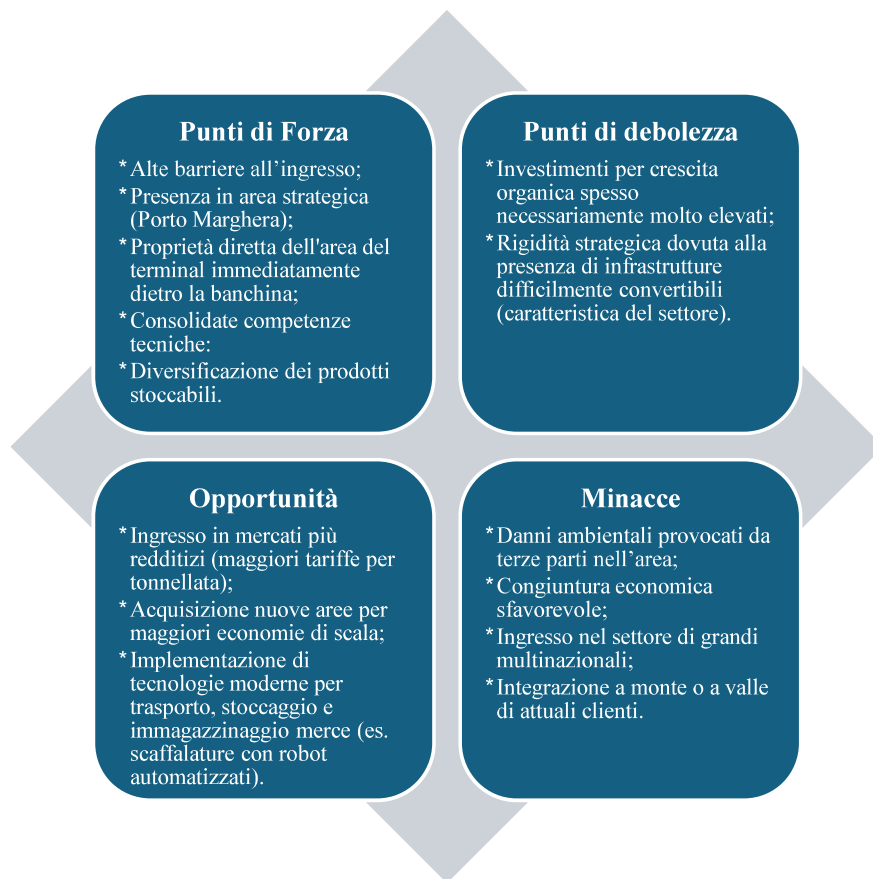 Punti di Forza
* Alte barriere all’ingresso;
* Presenza in area strategica
(Porto Marghera);
* Proprietà diretta dell'area del
terminal immediatamente
dietro la banchina;
* Consolidate competenze
tecniche:
* Diversificazione dei prodotti
stoccabili.
Punti di debolezza
* Investimenti per crescita
organica spesso
necessariamente molto elevati;
* Rigidità strategica dovuta alla
presenza di infrastrutture
difficilmente convertibili
(caratteristica del settore).
Opportunità
* Ingresso in mercati più
redditizi (maggiori tariffe per
tonnellata);
* Acquisizione nuove aree per
maggiori economie di scala;
* Implementazione di
tecnologie moderne per
trasporto, stoccaggio e
immagazzinaggio merce (es.
scaffalature con robot
automatizzati).
Minacce
* Danni ambientali provocati da
terze parti nell’area;
* Congiuntura economica
sfavorevole;
* Ingresso nel settore di grandi
multinazionali;
* Integrazione a monte o a valle
di attuali clienti.